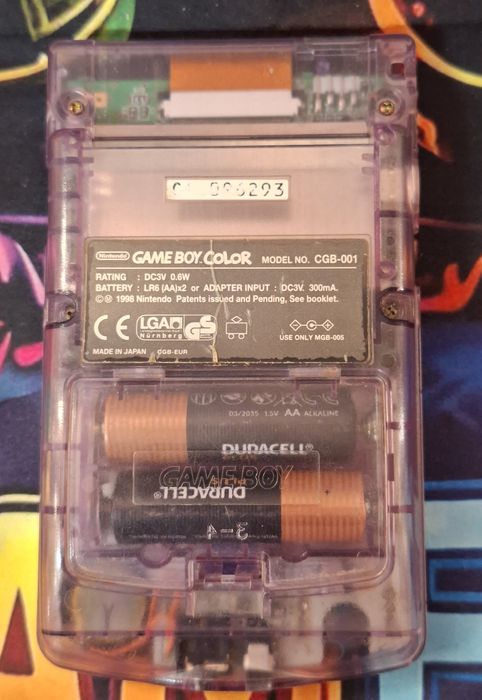 Nintendo GAME BOY COLOR MODEL NO. CGB-001
RATING : DC3V 0.6W
BATTERY : LR6 (AA)x2 or ADAPTER INPUT : DC3V. 300mA.
©Ⓜ 1998 Nintendo Patents issued and Pending, See booklet.
CE LGA GS
Nürnberg
USE ONLY MGB-005
MADE IN JAPAN CGB-EUR
03/2035 1.5V AA ALKALINE
DURACELL
GAME BOY
PLUS
DURACELL